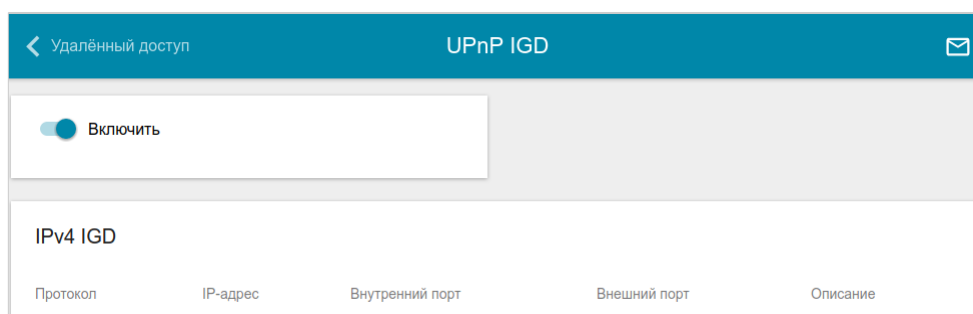 Удалённый доступ UPnP IGD
Включить
IPv4 IGD
Протокол IP-адрес Внутренний порт Внешний порт Описание